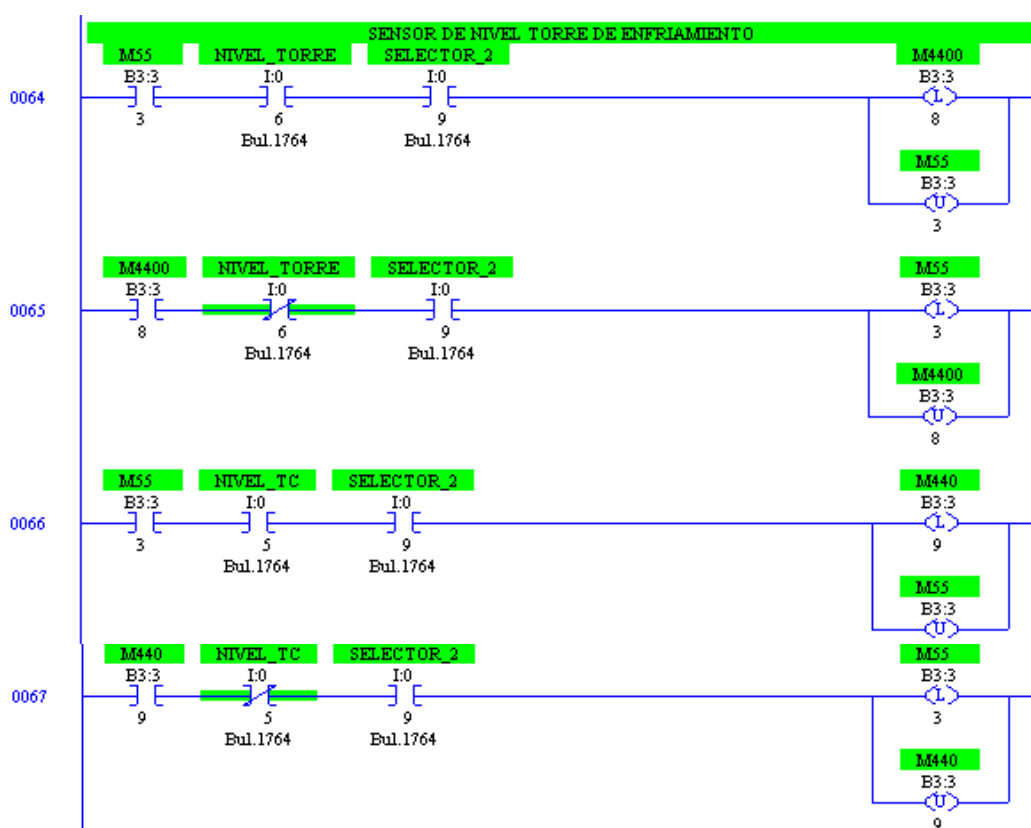 SENSOR DE NIVEL TORRE DE ENFRIAMIENTO
M55 NIVEL_TORRE SELECTOR_2 M4400
B3:3 I:0 I:0 B3:3
0064 L
3 6 9 8
Bul.1764 Bul.1764
M55
B3:3
U
3
M4400 NIVEL_TORRE SELECTOR_2 M55
B3:3 I:0 I:0 B3:3
0065 L
8 6 9 3
Bul.1764 Bul.1764
M4400
B3:3
U
8
M55 NIVEL_TC SELECTOR_2 M440
B3:3 I:0 I:0 B3:3
0066 L
3 5 9 9
Bul.1764 Bul.1764
M55
B3:3
U
M440 NIVEL_TC SELECTOR_2 M55
B3:3 I:0 I:0 B3:3
0067 L
9 5 9 3
Bul.1764 Bul.1764
M440
B3:3
U
9